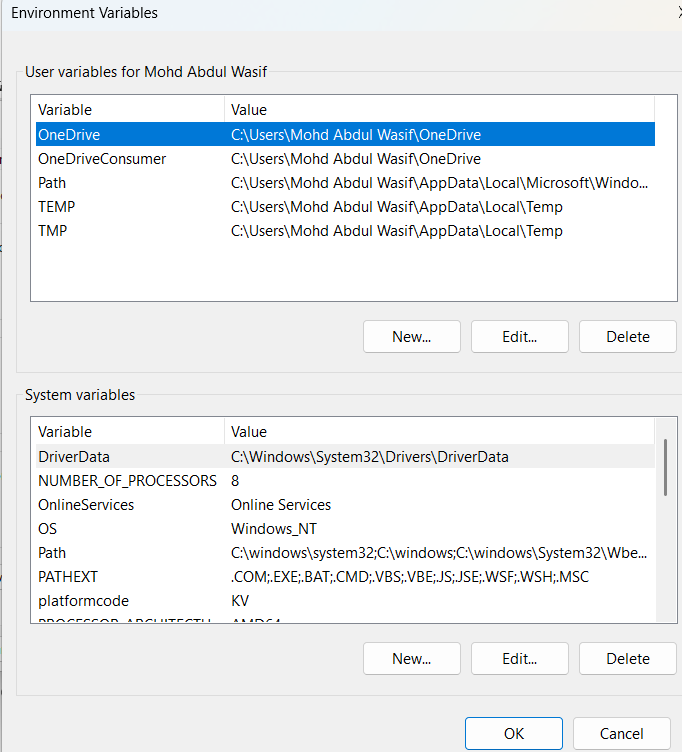 Environment Variables
User variables for Mohd Abdul Wasif
Variable Value
OneDrive C:\Users\Mohd Abdul Wasif\OneDrive
OneDriveConsumer C:\Users\Mohd Abdul Wasif\OneDrive
Path C:\Users\Mohd Abdul Wasif\AppData\Local\Microsoft\Windo...
TEMP C:\Users\Mohd Abdul Wasif\AppData\Local\Temp
TMP C:\Users\Mohd Abdul Wasif\AppData\Local\Temp
New... Edit... Delete
System variables
Variable Value
DriverData C:\Windows\System32\Drivers\DriverData
NUMBER_OF_PROCESSORS 8
OnlineServices Online Services
OS Windows_NT
Path C:\windows\system32;C:\windows;C:\windows\System32\Wbe...
PATHEXT .COM;.EXE;.BAT;.CMD;.VBS;.VBE;.JS;.JSE;.WSF;.WSH;.MSC
platformcode KV
New... Edit... Delete
OK Cancel